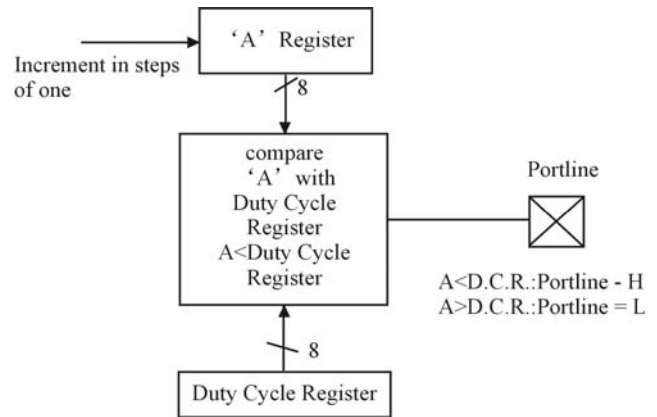 ‘A’ Register
Increment in steps
of one
8
compare
‘A’ with
Duty Cycle
Register
A<Duty Cycle
Register
Portline
A<D.C.R.:Portline - H
A>D.C.R.:Portline = L
8
Duty Cycle Register